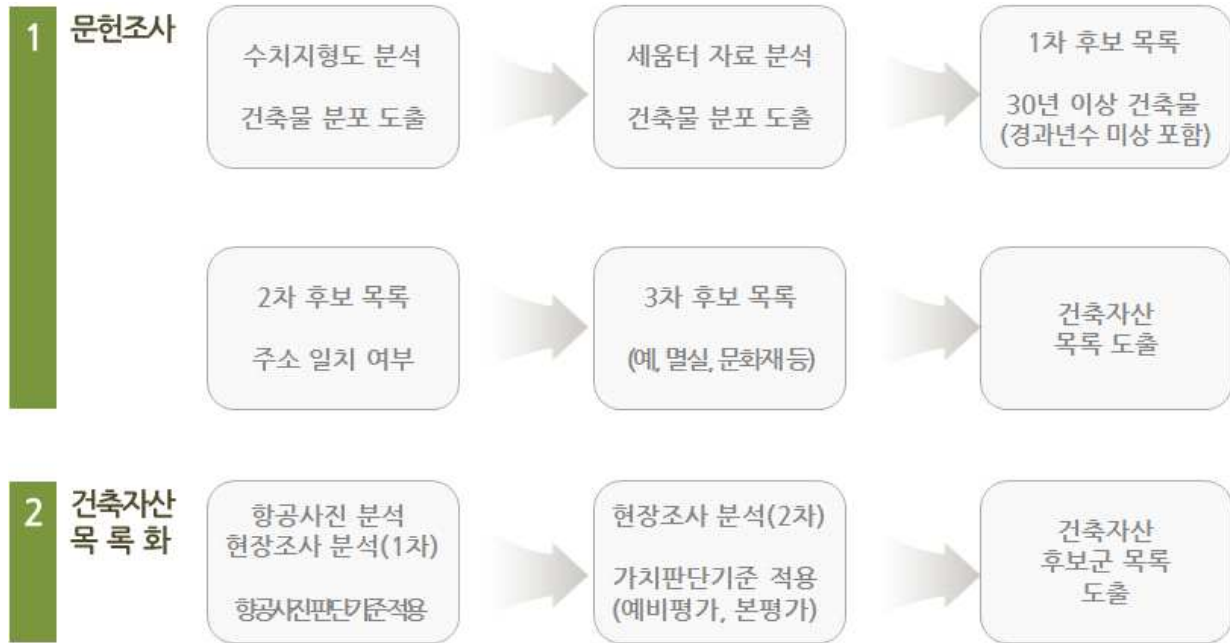 1 문헌조사
수치지형도 분석
건축물 분포 도출
세움터 자료 분석
건축물 분포 도출
1차 후보 목록
30년 이상 건축물
(경과년수 미상 포함)
2차 후보 목록
주소 일치 여부
3차 후보 목록
(예, 멸실, 문화재 등)
건축자산
목록 도출
2 건축자산
목 록 화
항공사진 분석
현장조사 분석(1차)
항공사진판단기준적용
현장조사 분석(2차)
가치판단기준 적용
(예비평가, 본평가)
건축자산
후보군 목록
도출